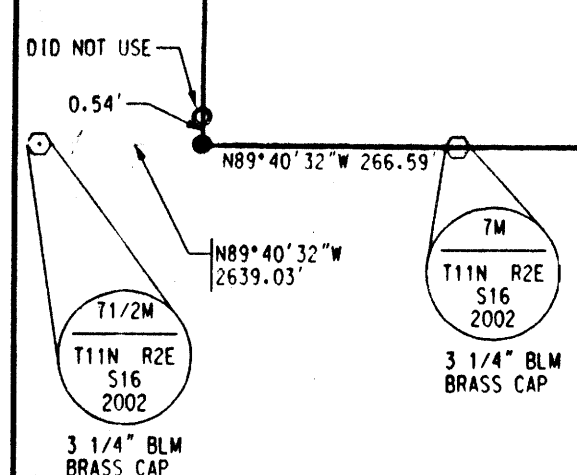 DID NOT USE
0.54'
N89°40'32"W 266.59'
N89°40'32"W
2639.03'
7M
T11N R2E
S16
2002
3 1/4" BLM
BRASS CAP
71/2M
T11N R2E
S16
2002
3 1/4" BLM
BRASS CAP